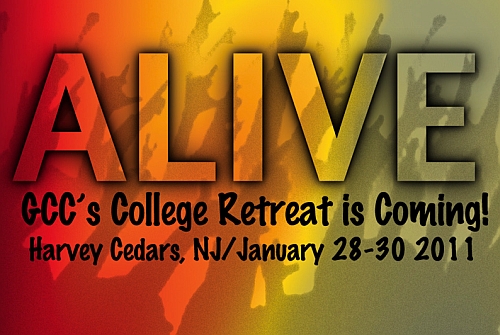 ALIVE
GCC's College Retreat is Coming!
Harvey Cedars, NJ/January 28-30 2011